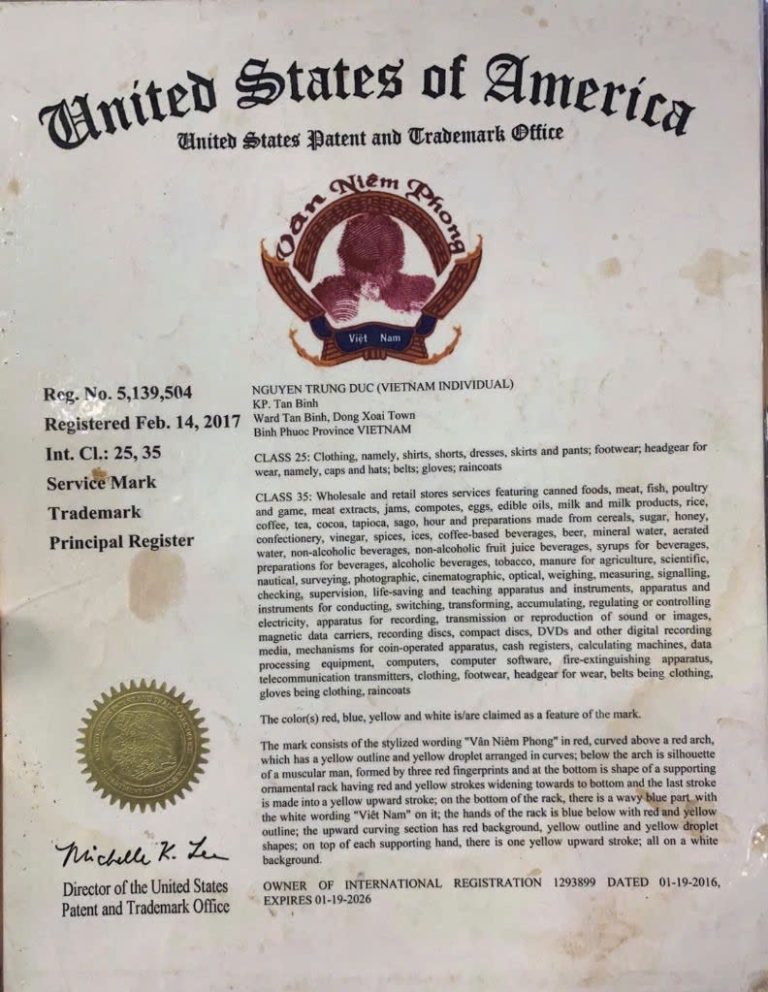 United States of America
United States Patent and Trademark Office
Vân Niêm Phong
Việt Nam
Reg. No. 5,139,504
Registered Feb. 14, 2017
Int. Cl.: 25, 35
Service Mark
Trademark
Principal Register
NGUYEN TRUNG DUC (VIETNAM INDIVIDUAL)
KP. Tan Binh
Ward Tan Binh, Dong Xoai Town
Binh Phuoc Province VIETNAM
CLASS 25: Clothing, namely, shirts, shorts, dresses, skirts and pants; footwear; headgear for
wear, namely, caps and hats; belts; gloves; raincoats
CLASS 35: Wholesale and retail stores services featuring canned foods, meat, fish, poultry
and game, meat extracts, jams, compotes, eggs, edible oils, milk and milk products, rice,
coffee, tea, cocoa, tapioca, sago, hour and preparations made from cereals, sugar, honey,
confectionery, vinegar, spices, ices, coffee-based beverages, beer, mineral water, aerated
water, non-alcoholic beverages, non-alcoholic fruit juice beverages, syrups for beverages,
preparations for beverages, alcoholic beverages, tobacco, manure for agriculture, scientific,
nautical, surveying, photographic, cinematographic, optical, weighing, measuring, signalling,
checking, supervision, life-saving and teaching apparatus and instruments, apparatus and
instruments for conducting, switching, transforming, accumulating, regulating or controlling
electricity, apparatus for recording, transmission or reproduction of sound or images,
magnetic data carriers, recording discs, compact discs, DVDs and other digital recording
media, mechanisms for coin-operated apparatus, cash registers, calculating machines, data
processing equipment, computers, computer software, fire-extinguishing apparatus,
telecommunication transmitters, clothing, footwear, headgear for wear, belts being clothing,
gloves being clothing, raincoats
The color(s) red, blue, yellow and white is/are claimed as a feature of the mark.
The mark consists of the stylized wording "Vân Niêm Phong" in red, curved above a red arch,
which has a yellow outline and yellow droplet arranged in curves; below the arch is silhouette
of a muscular man, formed by three red fingerprints and at the bottom is shape of a supporting
ornamental rack having red and yellow strokes widening towards to bottom and the last stroke
is made into a yellow upward stroke; on the bottom of the rack, there is a wavy blue part with
the white wording "Viêt Nam" on it; the hands of the rack is blue below with red and yellow
outline; the upward curving section has red background, yellow outline and yellow droplet
shapes; on top of each supporting hand, there is one yellow upward stroke; all on a white
background.
OWNER OF INTERNATIONAL REGISTRATION 1293899 DATED 01-19-2016,
EXPIRES 01-19-2026
Michelle K. Lee
Director of the United States
Patent and Trademark Office